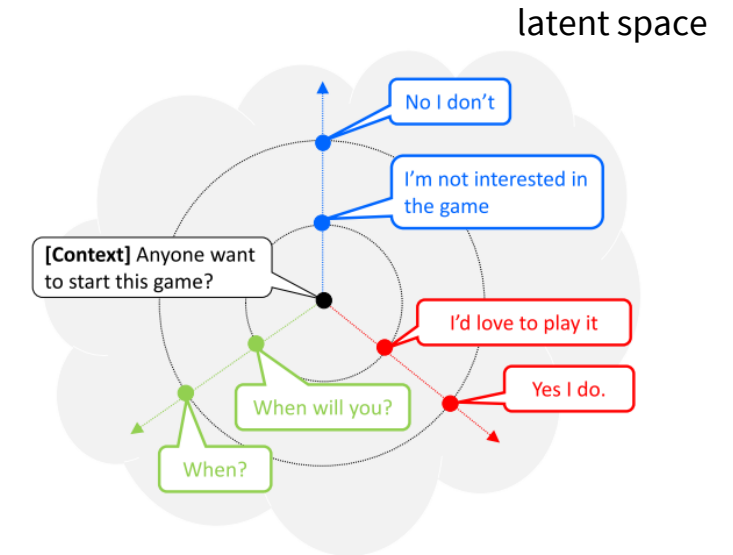 latent space
No I don't
I'm not interested in
the game
[Context] Anyone want
to start this game?
I'd love to play it
Yes I do.
When will you?
When?